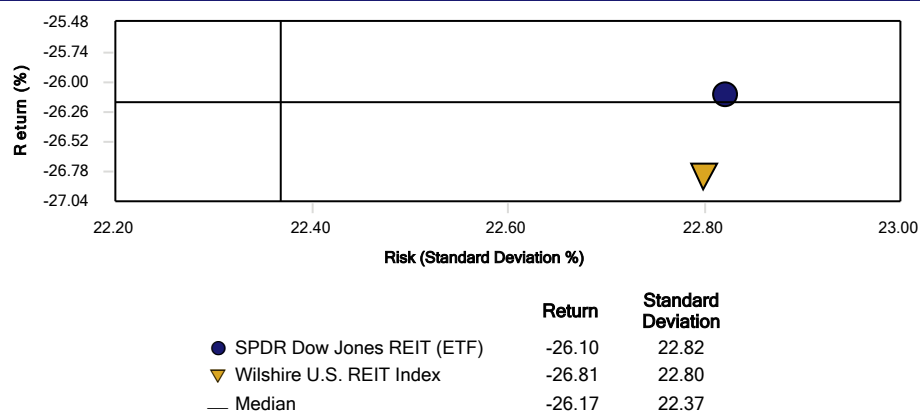 -25.48
-25.74
-26.00
-26.26
-26.52
-26.78
-27.04
Return (%)
22.20 22.40 22.60 22.80 23.00
Risk (Standard Deviation %)
Return Standard Deviation
SPDR Dow Jones REIT (ETF) -26.10 22.82
Wilshire U.S. REIT Index -26.81 22.80
Median -26.17 22.37